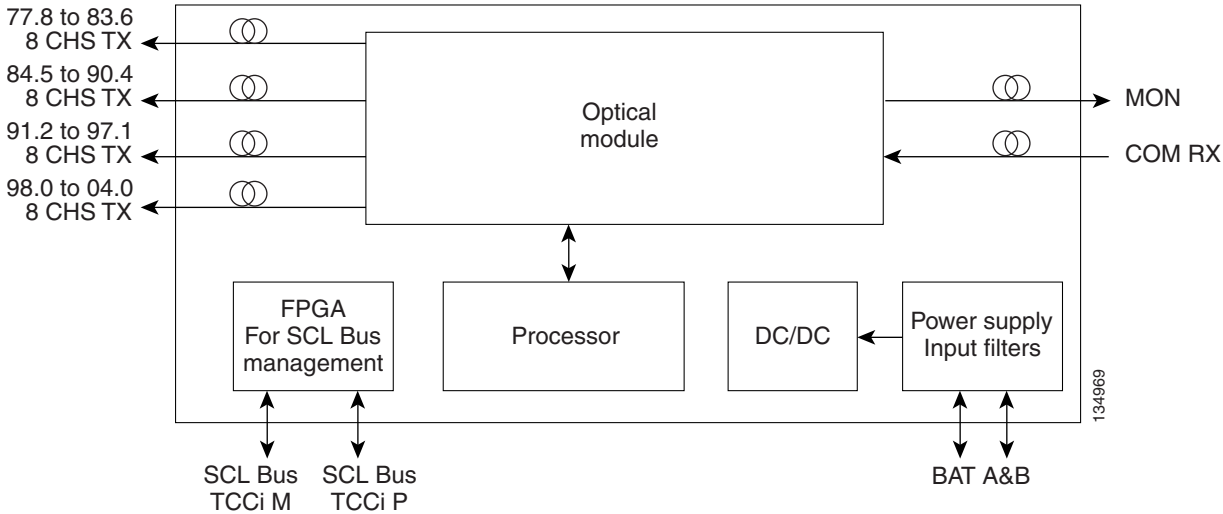 77.8 to 83.6
8 CHS TX
84.5 to 90.4
8 CHS TX
91.2 to 97.1
8 CHS TX
98.0 to 04.0
8 CHS TX
Optical
module
MON
COM RX
FPGA
For SCL Bus
management
Processor
DC/DC
Power supply
Input filters
134969
SCL Bus
TCCi M
SCL Bus
TCCi P
BAT A&B